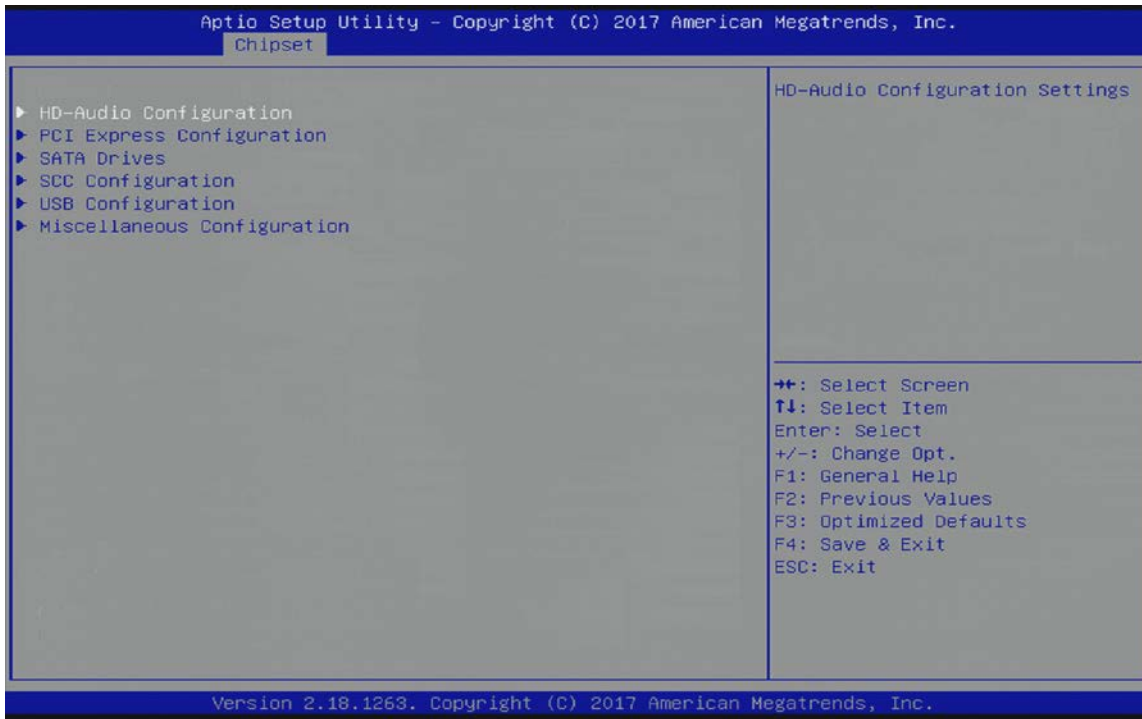 Aptio Setup Utility – Copyright (C) 2017 American Megatrends, Inc.
Chipset
► HD-Audio Configuration
► PCI Express Configuration
► SATA Drives
► SCC Configuration
► USB Configuration
► Miscellaneous Configuration
HD-Audio Configuration Settings
→←: Select Screen
↑↓: Select Item
Enter: Select
+/-: Change Opt.
F1: General Help
F2: Previous Values
F3: Optimized Defaults
F4: Save & Exit
ESC: Exit
Version 2.18.1263. Copyright (C) 2017 American Megatrends, Inc.